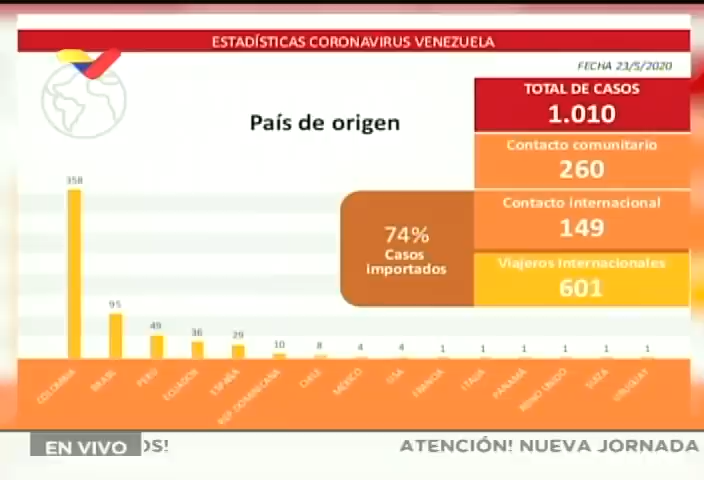 ESTADÍSTICAS CORONAVIRUS VENEZUELA
FECHA 23/5/2020
TOTAL DE CASOS
1.010
País de origen
Contacto comunitario
260
Contacto internacional
149
74%
Casos
importados
Viajeros Internacionales
601
358
95
49
36
29
10
8
4
4
1
1
1
1
1
1
COLOMBIA
BRASIL
PERÚ
ECUADOR
ESPAÑA
REP. DOMINICANA
CHILE
MÉXICO
USA
FRANCIA
ITALIA
PANAMÁ
REINO UNIDO
SUIZA
URUGUAY
EN VIVO
OS!
ATENCIÓN! NUEVA JORNADA